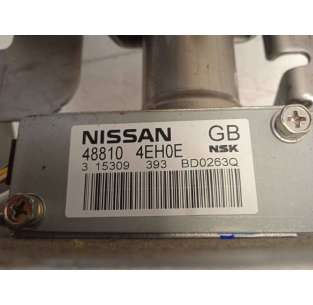 NISSAN GB
48810 4EH0E NSK
3 15309 393 BD0263Q